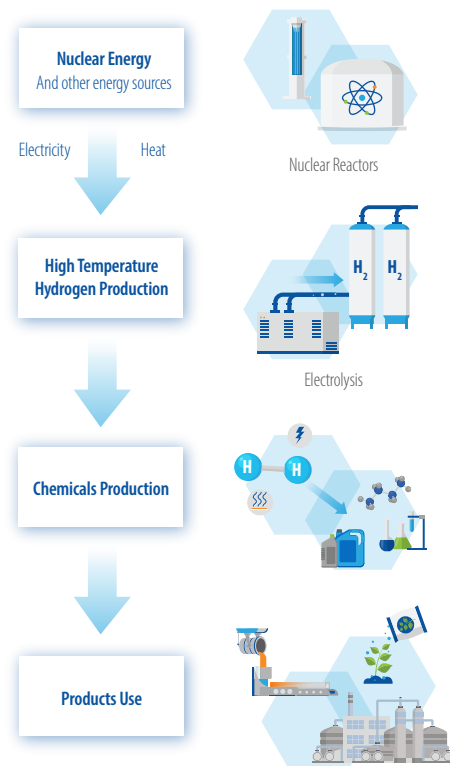 Nuclear Energy
And other energy sources
Electricity
Heat
Nuclear Reactors
High Temperature
Hydrogen Production
H2
H2
Electrolysis
H
H
Chemicals Production
Products Use